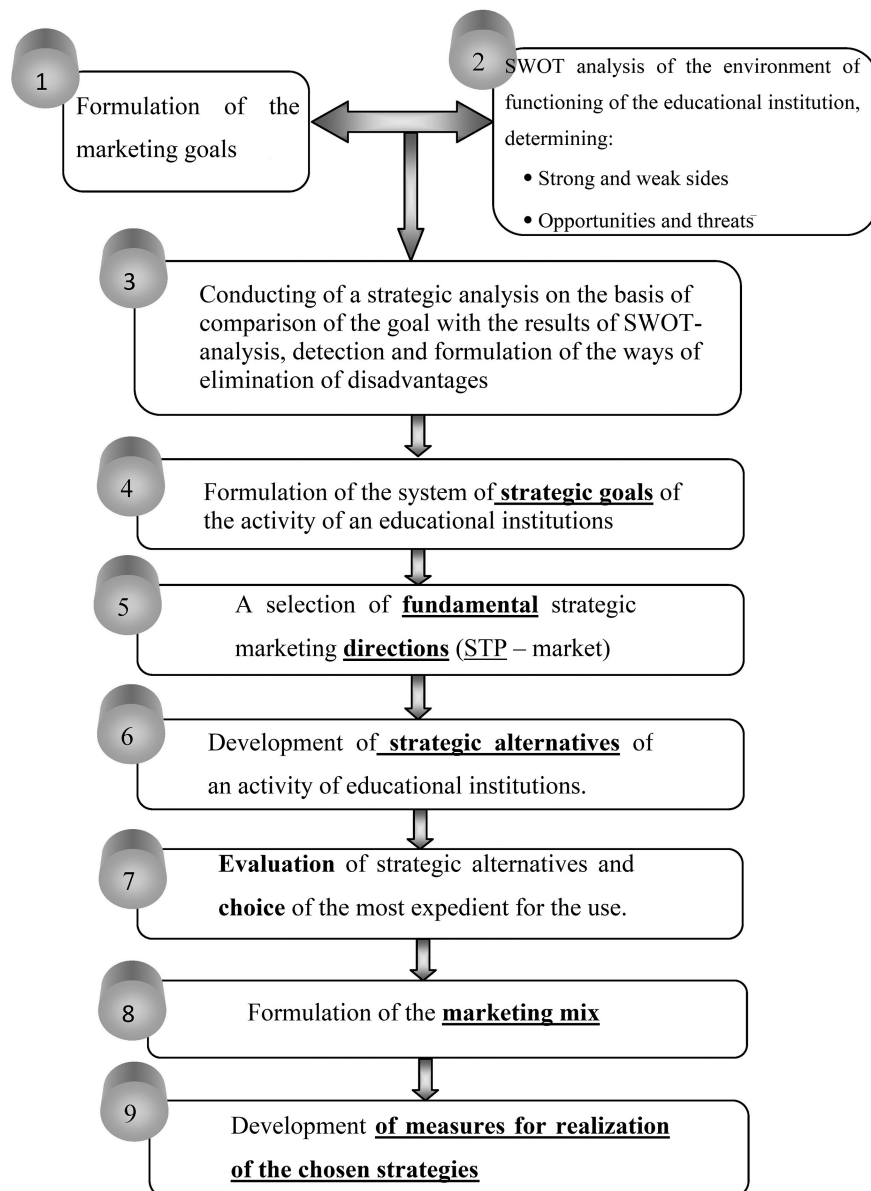 1
Formulation of the
marketing goals
2
SWOT analysis of the environment of
functioning of the educational institution,
determining:
• Strong and weak sides
• Opportunities and threats
3
Conducting of a strategic analysis on the basis of
comparison of the goal with the results of SWOT-
analysis, detection and formulation of the ways of
elimination of disadvantages
4
Formulation of the system of strategic goals of
the activity of an educational institutions
5
A selection of fundamental strategic
marketing directions (STP – market)
6
Development of strategic alternatives of
an activity of educational institutions.
7
Evaluation of strategic alternatives and
choice of the most expedient for the use.
8
Formulation of the marketing mix
9
Development of measures for realization
of the chosen strategies